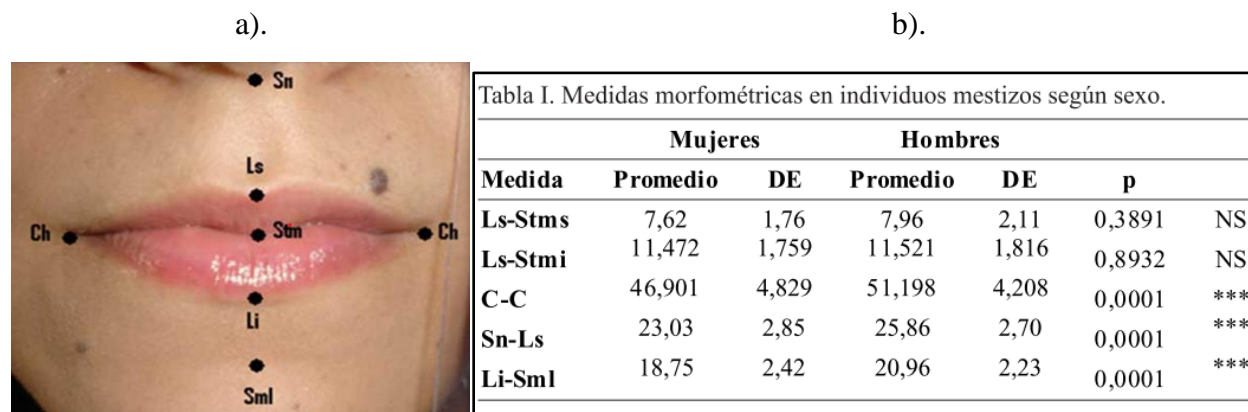 a).
b).
Sn
Ls
Ch
Stm
Ch
Li
Sml
Tabla I. Medidas morfométricas en individuos mestizos según sexo.
Mujeres Hombres
Medida Promedio DE Promedio DE p
Ls-Stms 7,62 1,76 7,96 2,11 0,3891 NS
Ls-Stmi 11,472 1,759 11,521 1,816 0,8932 NS
C-C 46,901 4,829 51,198 4,208 0,0001 ***
Sn-Ls 23,03 2,85 25,86 2,70 0,0001 ***
Li-Sml 18,75 2,42 20,96 2,23 0,0001 ***